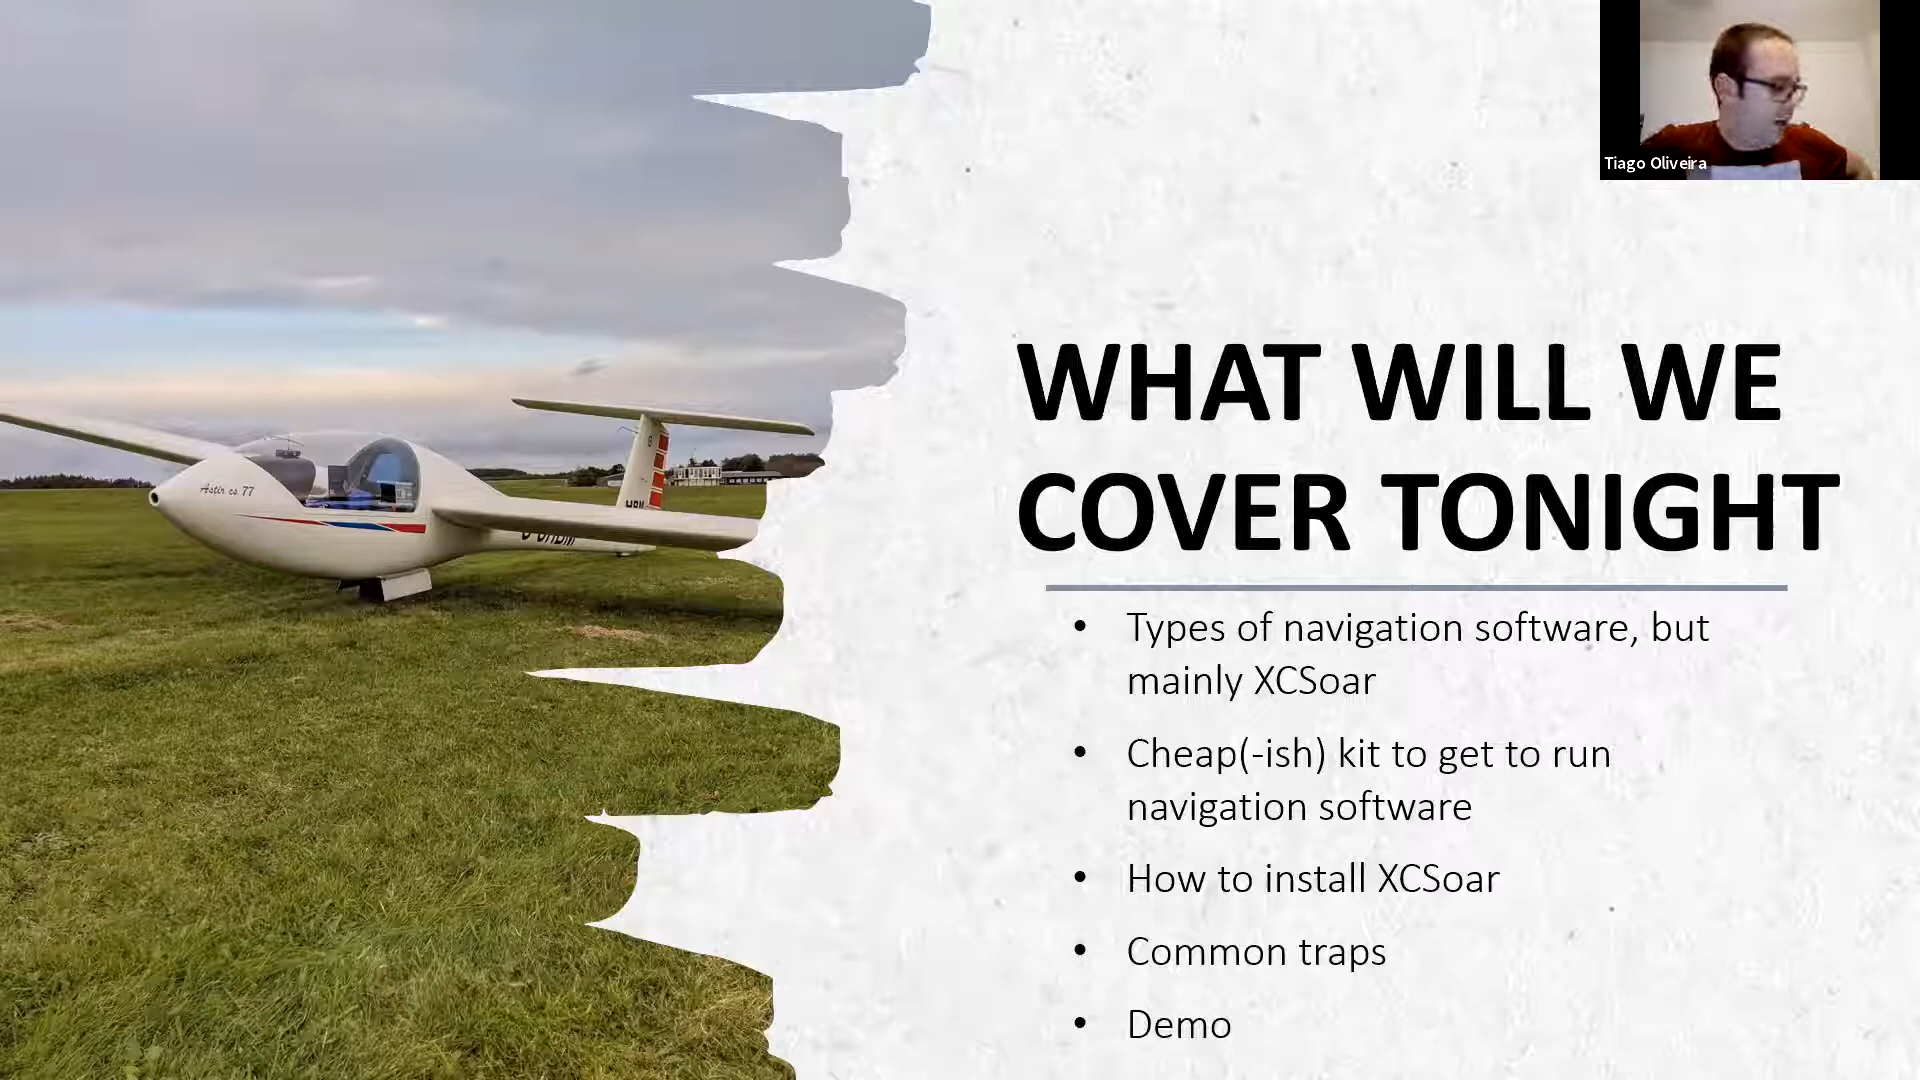 Tiago Oliveira
WHAT WILL WE
COVER TONIGHT
• Types of navigation software, but
mainly XCSoar
• Cheap(-ish) kit to get to run
navigation software
• How to install XCSoar
• Common traps
• Demo
Astir cs 77